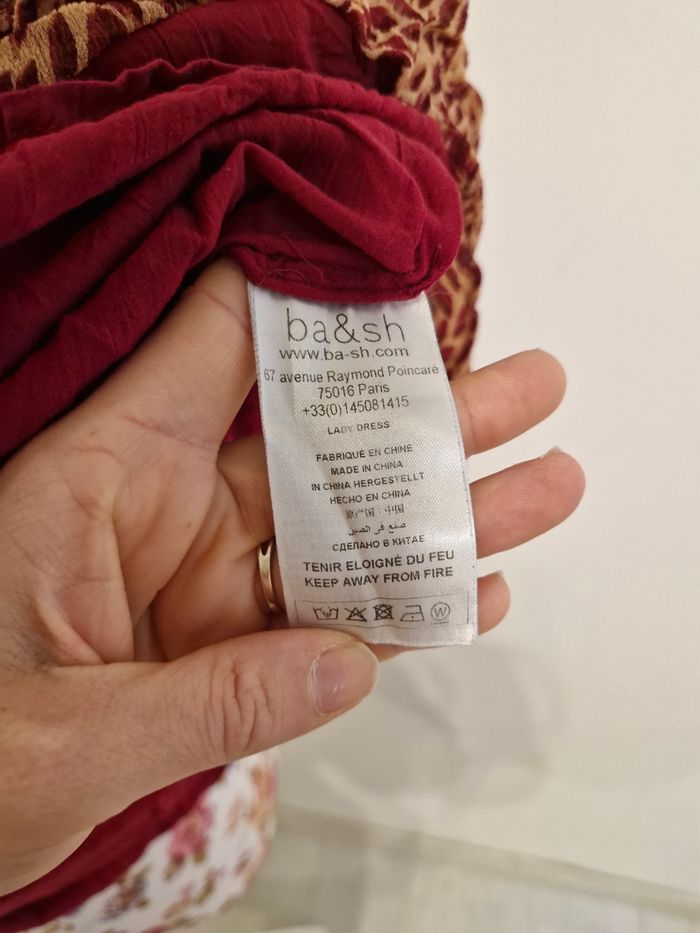 ba&sh
www.ba-sh.com
67 avenue Raymond Poincaré
75016 Paris
+33(0)145081415
LADY DRESS
FABRIQUÉ EN CHINE
MADE IN CHINA
IN CHINA HERGESTELLT
HECHO EN CHINA
صنع في الصين
СДЕЛАНО В КИТАЕ
TENIR ELOIGNÉ DU FEU
KEEP AWAY FROM FIRE
W